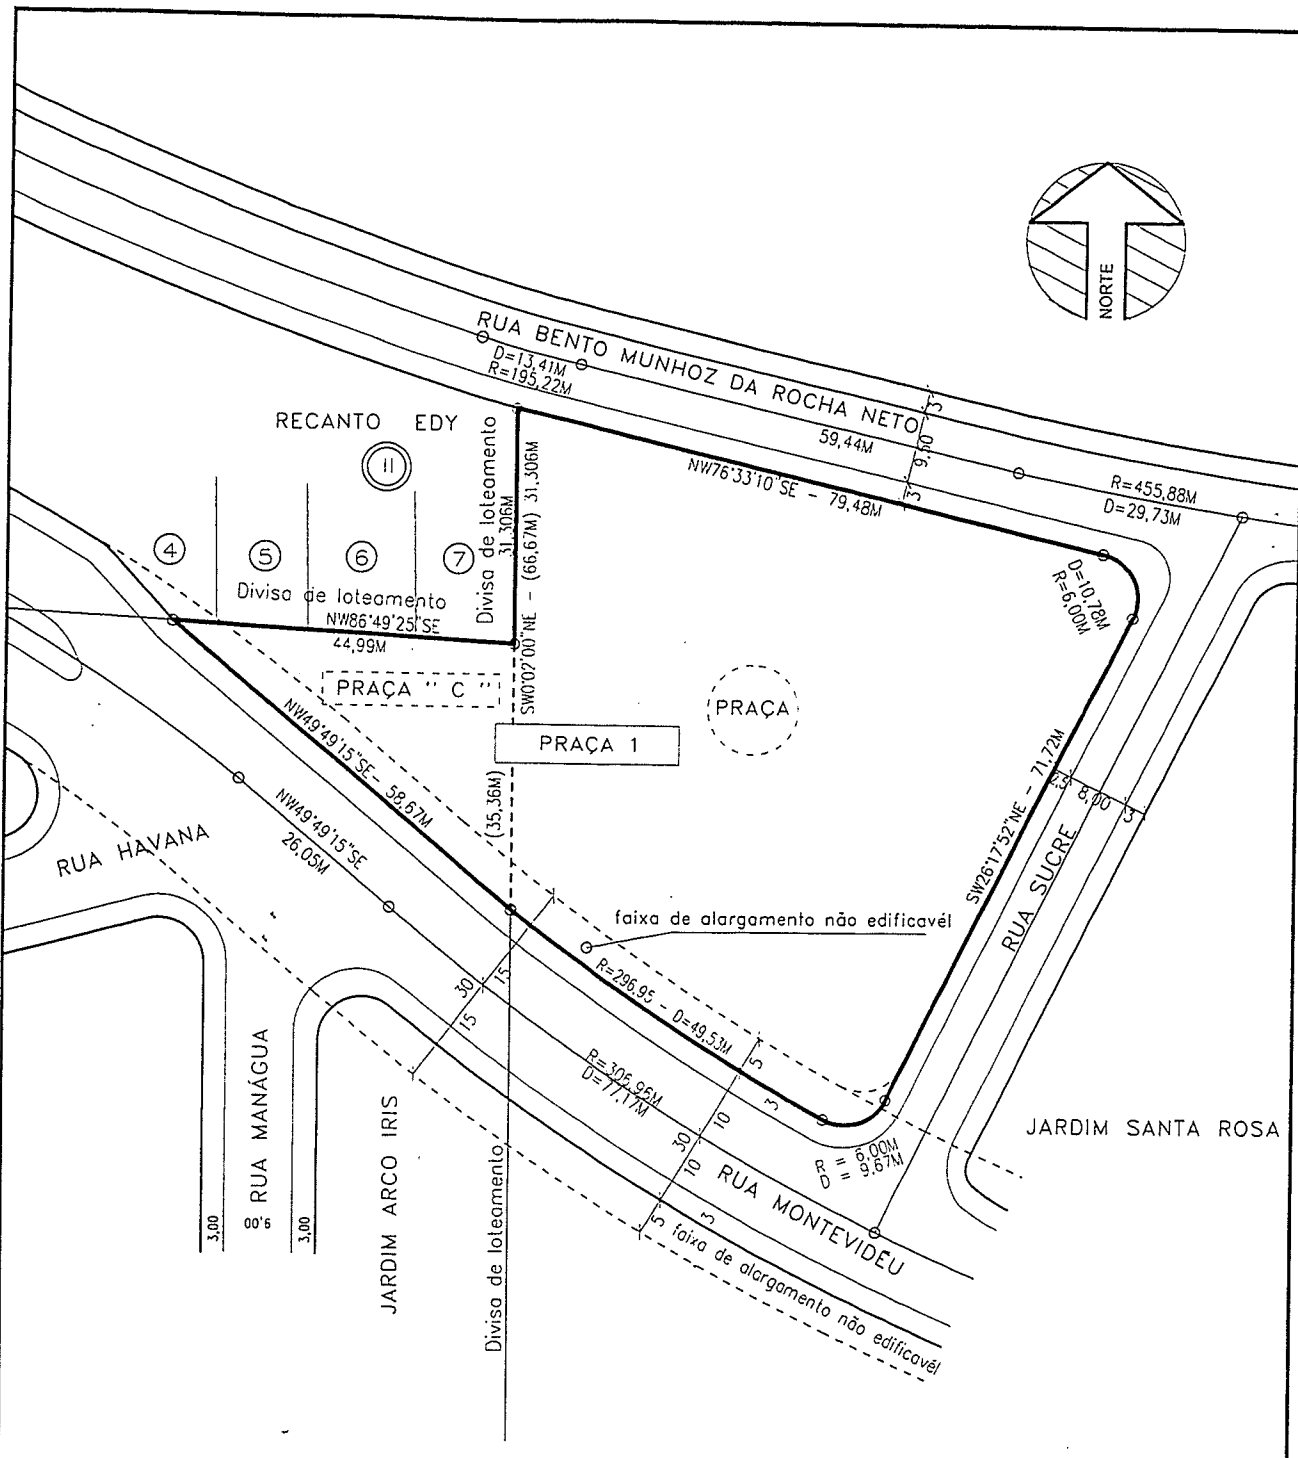 NORTE
RUA BENTO MUNHOZ DA ROCHA NETO
D=13,41M
R=195,22M
59,44M
3
9,50
3
R=455,88M
D=29,73M
NW76°33'10"SE - 79,48M
RECANTO EDY
11
Divisa de loteamento
31,306M
SW0°02'00"NE - (66,67M) 31,306M
4
5
6
7
Divisa de loteamento
NW86°49'25"SE
44,99M
D=10,78M
R=6,00M
PRAÇA " C "
PRAÇA
PRAÇA 1
NW49°49'15"SE - 58,67M
(35,36M)
SW26°17'52"NE - 71,72M
2,5
8,00
3
RUA SUCRE
NW49°49'15"SE
26,05M
RUA HAVANA
faixa de alargamento não edificavél
R=296,95 - D=49,53M
15
30
15
R=306,96M
D=77,17M
5
3
10
30
10
3
5
R = 6,00M
D = 9,67M
JARDIM SANTA ROSA
RUA MONTEVIDÉU
faixa de alargamento não edificavél
RUA MANÁGUA
3,00
9,00
3,00
JARDIM ARCO IRIS
Divisa de loteamento